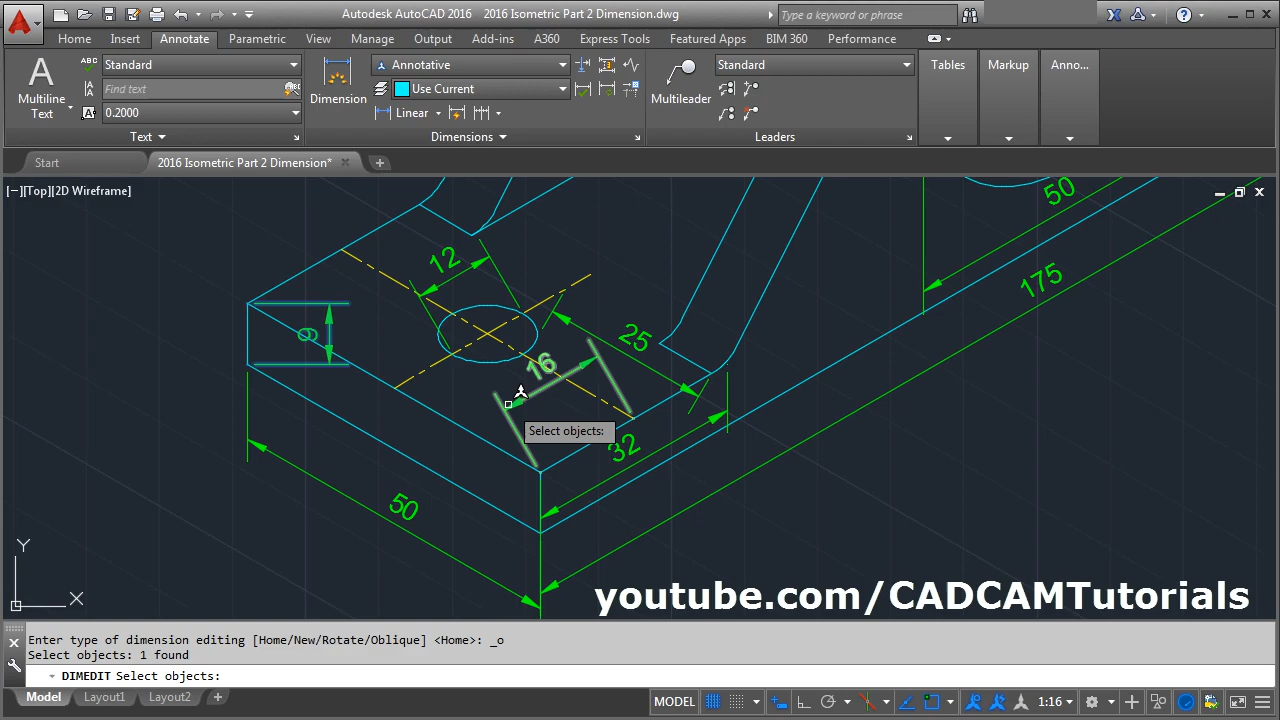 Autodesk AutoCAD 2016 2016 Isometric Part 2 Dimension.dwg
Type a keyword or phrase
Home Insert Annotate Parametric View Manage Output Add-ins A360 Express Tools Featured Apps BIM 360 Performance
A
Multiline
Text
ABC
Standard
Find text
0.2000
Text
Dimension
Annotative
Use Current
Linear
Dimensions
Multileader
Standard
Leaders
Tables
Markup
Anno...
Start
2016 Isometric Part 2 Dimension*
[−][Top][2D Wireframe]
50
12
175
9
25
16
Select objects:
32
50
Y
X
youtube.com/CADCAMTutorials
Enter type of dimension editing [Home/New/Rotate/Oblique] <Home>: _o
Select objects: 1 found
DIMEDIT Select objects:
Model Layout1 Layout2
MODEL
1:16